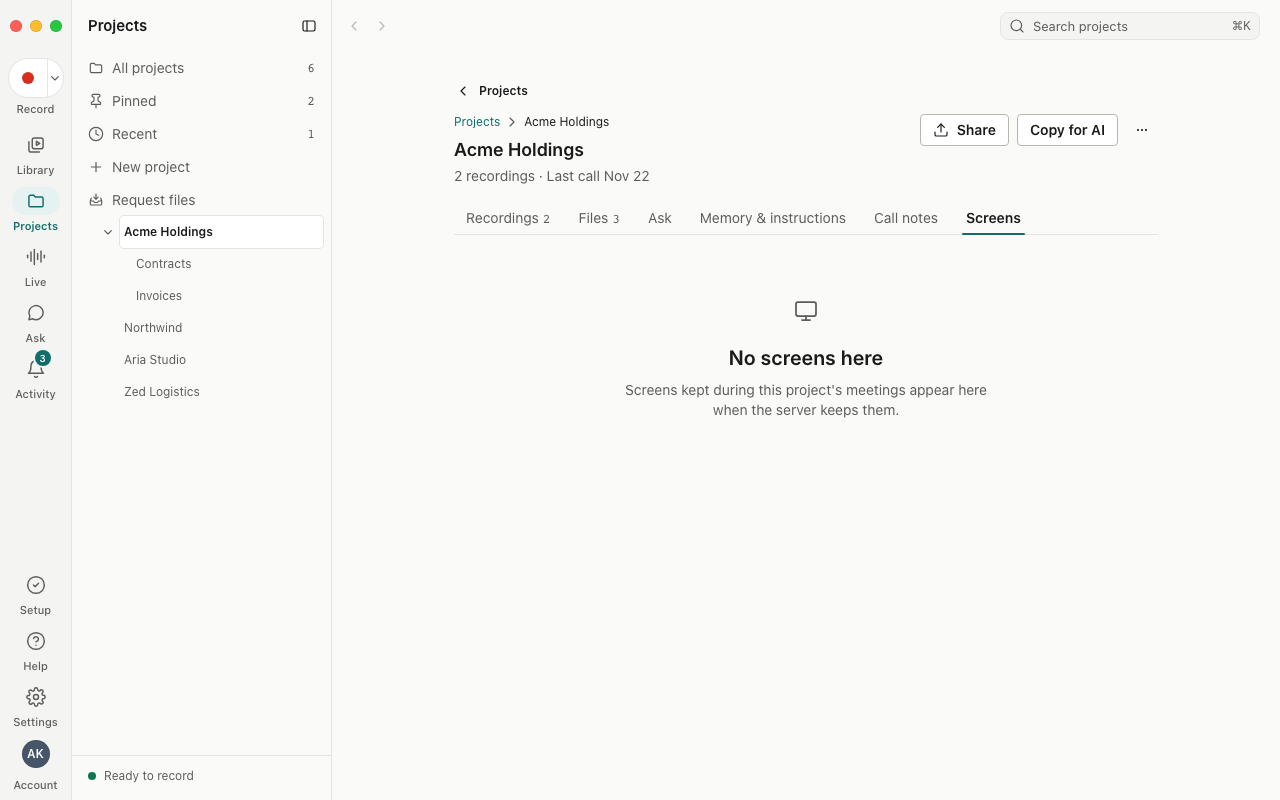 Record
Library
Projects
Live
Ask
3
Activity
Setup
Help
Settings
AK
Account
Projects
All projects 6
Pinned 2
Recent 1
New project
Request files
Acme Holdings
Contracts
Invoices
Northwind
Aria Studio
Zed Logistics
Ready to record
Search projects ⌘K
Projects
Projects > Acme Holdings
Acme Holdings
2 recordings · Last call Nov 22
Share
Copy for AI
Recordings 2 Files 3 Ask Memory & instructions Call notes Screens
No screens here
Screens kept during this project's meetings appear here
when the server keeps them.